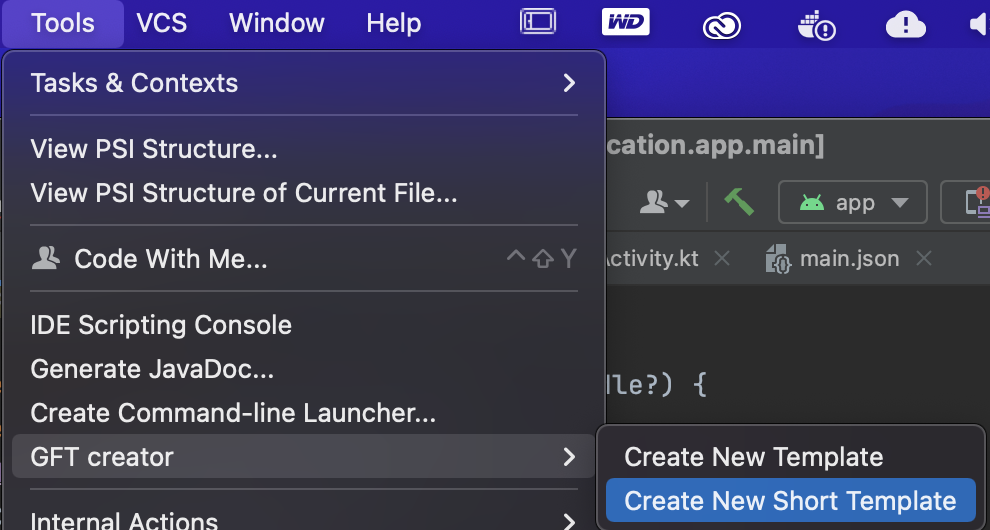 Tools VCS Window Help WD
Tasks & Contexts
cation.app.main]
View PSI Structure...
View PSI Structure of Current File...
app
Code With Me... ^⇧Y
ctivity.kt main.json
IDE Scripting Console
Generate JavaDoc...
dle?) {
Create Command-line Launcher...
GFT creator
Create New Template
Create New Short Template
Internal Actions